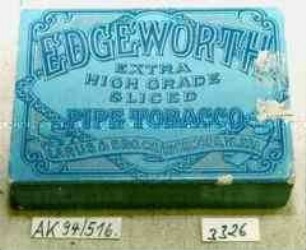 EDGEWORTH
EXTRA
HIGH GRADE
SLICED
PIPE TOBACCO
AK 94/516.
3326